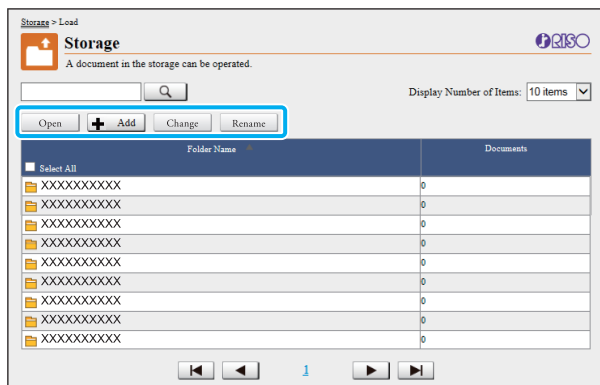 Storage > Load
Storage
RISO
A document in the storage can be operated.
Display Number of Items: 10 items
Open Add Change Rename
Folder Name Documents
Select All
XXXXXXXXXX 0
XXXXXXXXXX 0
XXXXXXXXXX 0
XXXXXXXXXX 0
XXXXXXXXXX 0
XXXXXXXXXX 0
XXXXXXXXXX 0
XXXXXXXXXX 0
XXXXXXXXXX 0
1